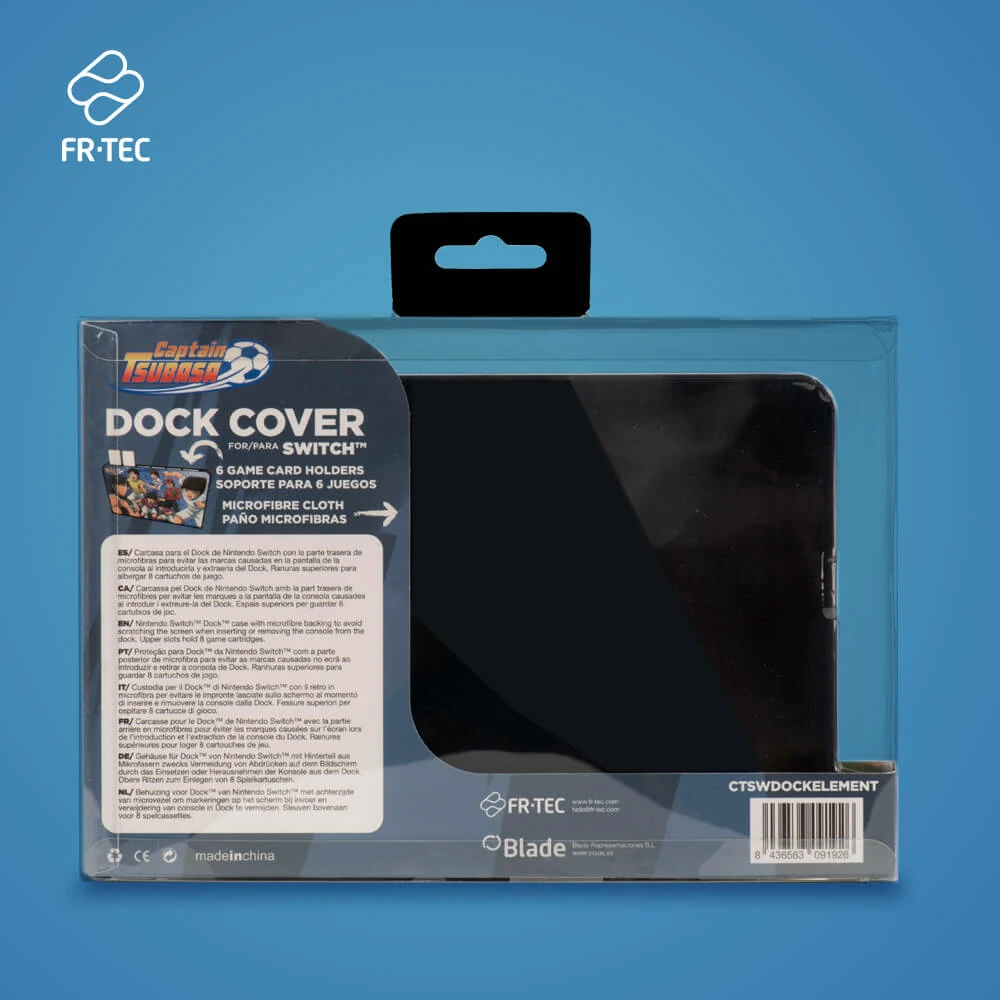 FR·TEC
Captain
TSUBASA
DOCK COVER
FOR/PARA SWITCH™
6 GAME CARD HOLDERS
SOPORTE PARA 6 JUEGOS
MICROFIBRE CLOTH
PAÑO MICROFIBRAS
ES/ Carcasa para el Dock de Nintendo Switch con la parte trasera de
microfibras para evitar las marcas causadas en la pantalla de la
consola al introducirla y extraerla del Dock. Ranuras superiores para
albergar 8 cartuchos de juego.
CA/ Carcassa pel Dock de Nintendo Switch amb la part trasera de
microfibres per evitar les marques a la pantalla de la consola causades
al introduir i extreure-la del Dock. Espais superiors per guardar 8
cartutxos de joc.
EN/ Nintendo Switch™ Dock™ case with microfibre backing to avoid
scratching the screen when inserting or removing the console from the
dock. Upper slots hold 8 game cartridges.
PT/ Proteção para Dock™ da Nintendo Switch™ com a parte
posterior de microfibra para evitar as marcas causadas no ecrã ao
introduzir e retirar a consola de Dock. Ranhuras superiores para
guardar 8 cartuchos de jogo.
IT/ Custodia per il Dock™ di Nintendo Switch™ con il retro in
microfibra per evitare le impronte lasciate sullo schermo al momento
di inserire e rimuovere la console dalla Dock. Fessure superiori per
ospitare 8 cartucce di gioco.
FR/ Carcasse pour le Dock™ de Nintendo Switch™ avec la partie
arrière en microfibres pour éviter les marques causées sur l'écran lors
de l'introduction et l'extraction de la console du Dock. Rainures
supérieures pour loger 8 cartouches de jeu.
DE/ Gehäuse für Dock™ von Nintendo Switch™ mit Hinterteil aus
Mikrofasern zwecks Vermeidung von Abdrücken auf dem Bildschirm
durch das Einsetzen oder Herausnehmen der Konsole aus dem Dock.
Obere Ritzen zum Einlegen von 8 Spielkartuschen.
NL/ Behuizing voor Dock™ van Nintendo Switch™ met achterzijde
van microvezel om markeringen op het scherm bij invoer en
verwijdering van console in Dock te vermijden. Sleuven bovenaan
voor 8 spelcassettes.
CE
madeinchina
FR·TEC
www.fr-tec.com
hello@fr-tec.com
Blade
Blade Representaciones S.L.
www.blade.es
CTSWDOCKELEMENT
8 436563 091926